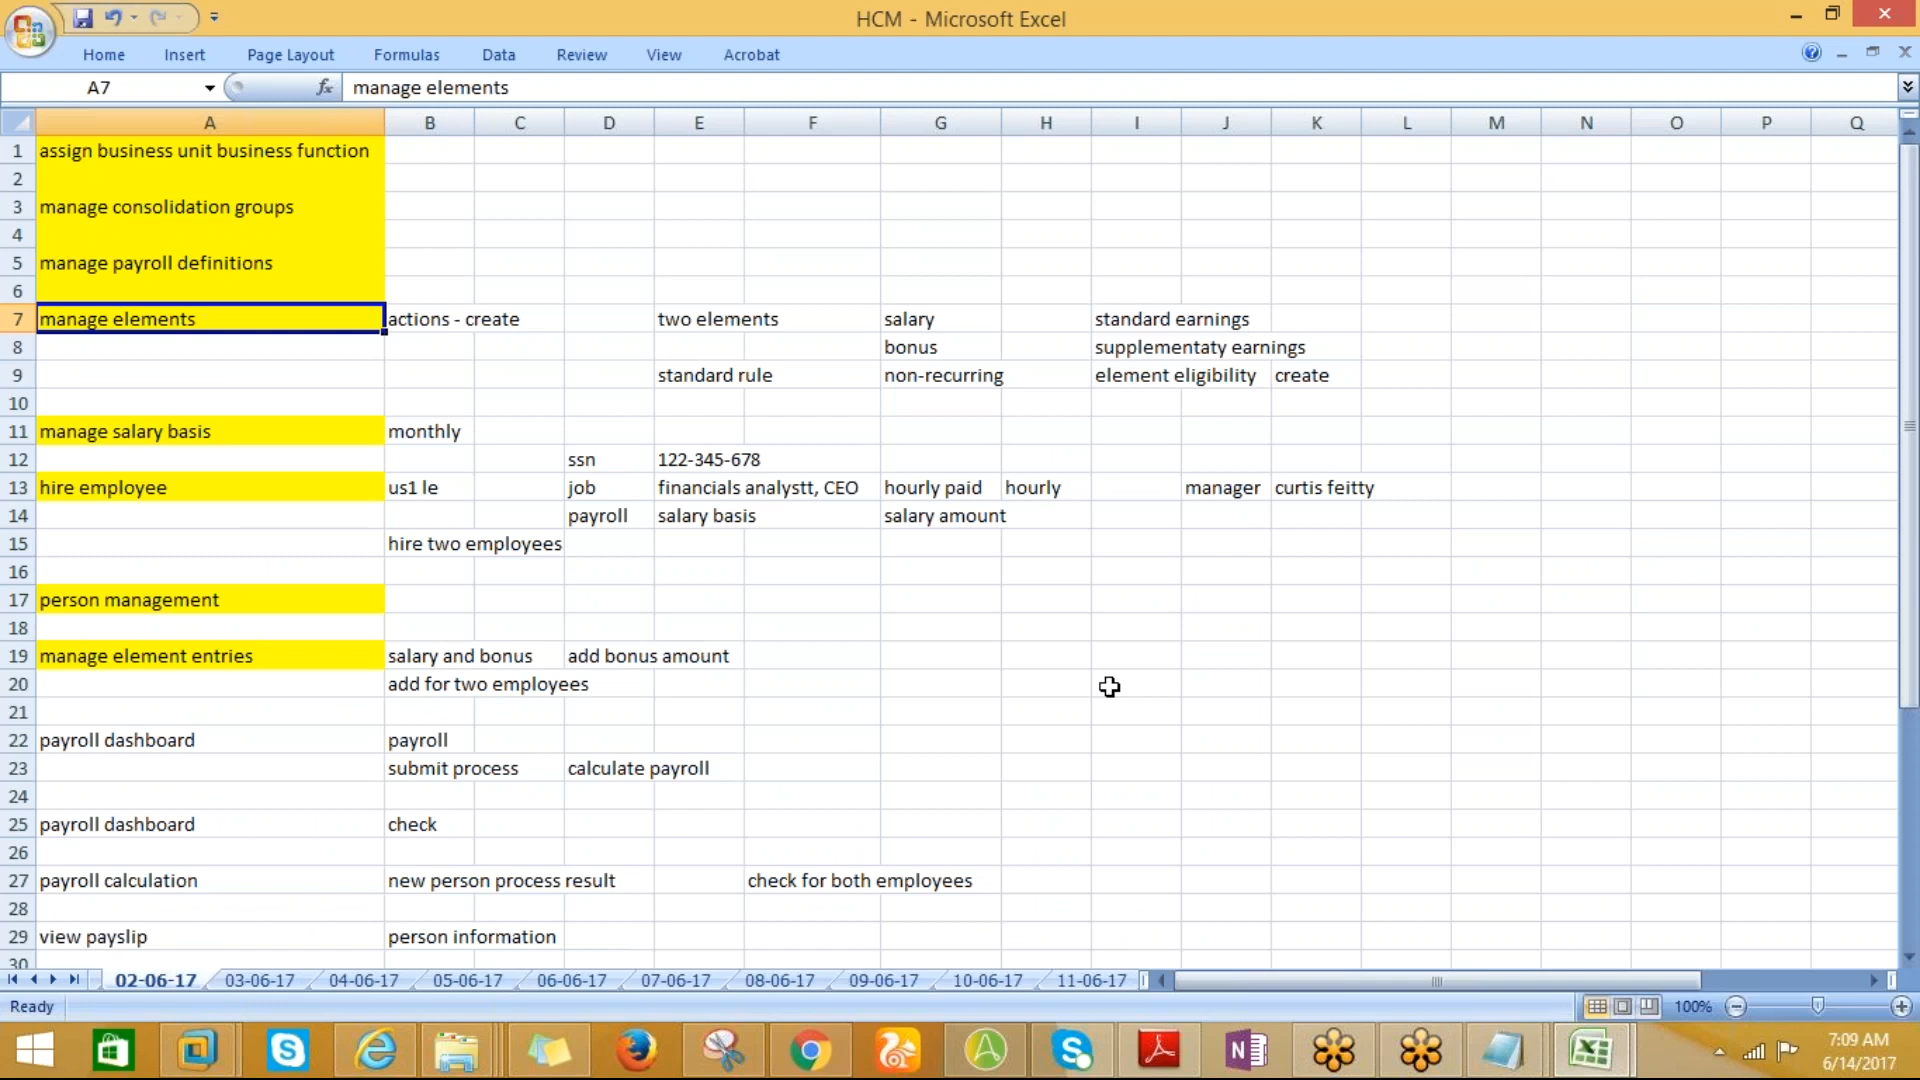 HCM - Microsoft Excel
Home Insert Page Layout Formulas Data Review View Acrobat
A7 fx manage elements
A B C D E F G H I J K L M N O P Q
1 assign business unit business function
2
3 manage consolidation groups
4
5 manage payroll definitions
6
7 manage elements actions - create two elements salary standard earnings
8 bonus supplementaty earnings
9 standard rule non-recurring element eligibility create
10
11 manage salary basis monthly
12 ssn 122-345-678
13 hire employee us1 le job financials analystt, CEO hourly paid hourly manager curtis feitty
14 payroll salary basis salary amount
15 hire two employees
16
17 person management
18
19 manage element entries salary and bonus add bonus amount
20 add for two employees
21
22 payroll dashboard payroll
23 submit process calculate payroll
24
25 payroll dashboard check
26
27 payroll calculation new person process result check for both employees
28
29 view payslip person information
30
02-06-17 03-06-17 04-06-17 05-06-17 06-06-17 07-06-17 08-06-17 09-06-17 10-06-17 11-06-17
Ready 100%
7:09 AM
6/14/2017